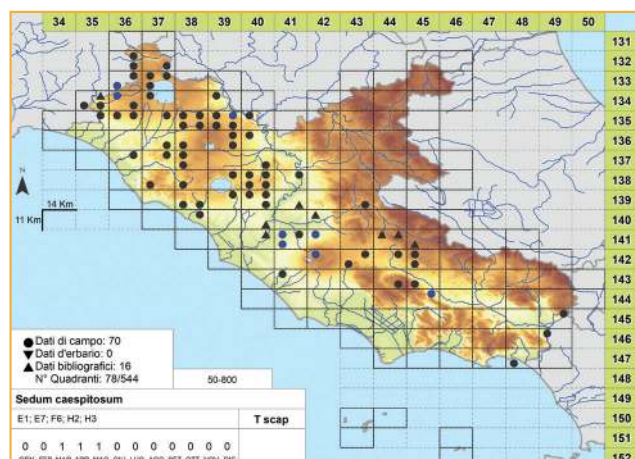 34 35 36 37 38 39 40 41 42 43 44 45 46 47 48 49 50
131
132
133
134
135
136
137
138
139
140
141
142
143
144
145
146
147
148
149
150
151
152
N
14 Km
11 Km
Dati di campo: 70
Dati d'erbario: 0
Dati bibliografici: 16
N° Quadranti: 78/544
50-800
Sedum caespitosum
E1; E7; F6; H2; H3
T scap
0 0 1 1 1 0 0 0 0 0 0 0